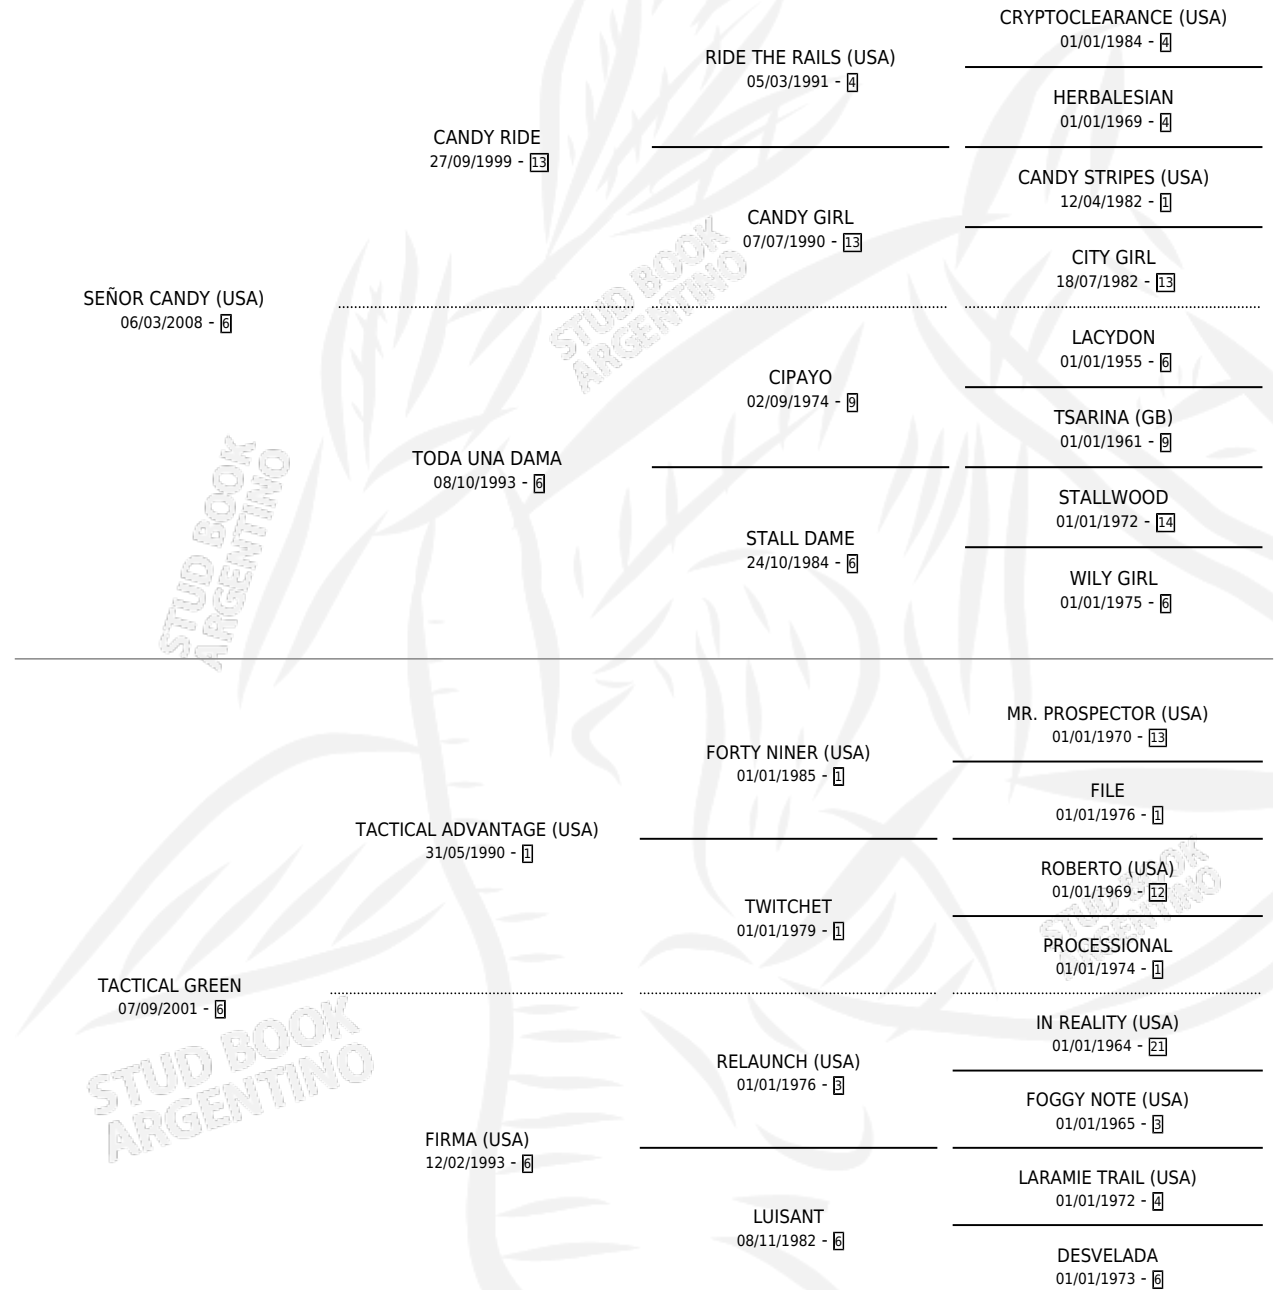 CRYPTOCLEARANCE (USA)
01/01/1984 - 4
RIDE THE RAILS (USA)
05/03/1991 - 4
HERBALESIAN
01/01/1969 - 4
CANDY RIDE
27/09/1999 - 13
CANDY STRIPES (USA)
12/04/1982 - 1
CANDY GIRL
07/07/1990 - 13
CITY GIRL
18/07/1982 - 13
SEÑOR CANDY (USA)
06/03/2008 - 6
LACYDON
01/01/1955 - 6
CIPAYO
02/09/1974 - 9
TSARINA (GB)
01/01/1961 - 9
TODA UNA DAMA
08/10/1993 - 6
STALLWOOD
01/01/1972 - 14
STALL DAME
24/10/1984 - 6
WILY GIRL
01/01/1975 - 6
MR. PROSPECTOR (USA)
01/01/1970 - 13
FORTY NINER (USA)
01/01/1985 - 1
FILE
01/01/1976 - 1
TACTICAL ADVANTAGE (USA)
31/05/1990 - 1
ROBERTO (USA)
01/01/1969 - 12
TWITCHET
01/01/1979 - 1
PROCESSIONAL
01/01/1974 - 1
TACTICAL GREEN
07/09/2001 - 6
IN REALITY (USA)
01/01/1964 - 21
RELAUNCH (USA)
01/01/1976 - 3
FOGGY NOTE (USA)
01/01/1965 - 3
FIRMA (USA)
12/02/1993 - 6
LARAMIE TRAIL (USA)
01/01/1972 - 4
LUISANT
08/11/1982 - 6
DESVELADA
01/01/1973 - 6
STUD BOOK
ARGENTINO
STUD BOOK
ARGENTINO
STUD BOOK
ARGENTINO
STUD BOOK
ARGENTINO